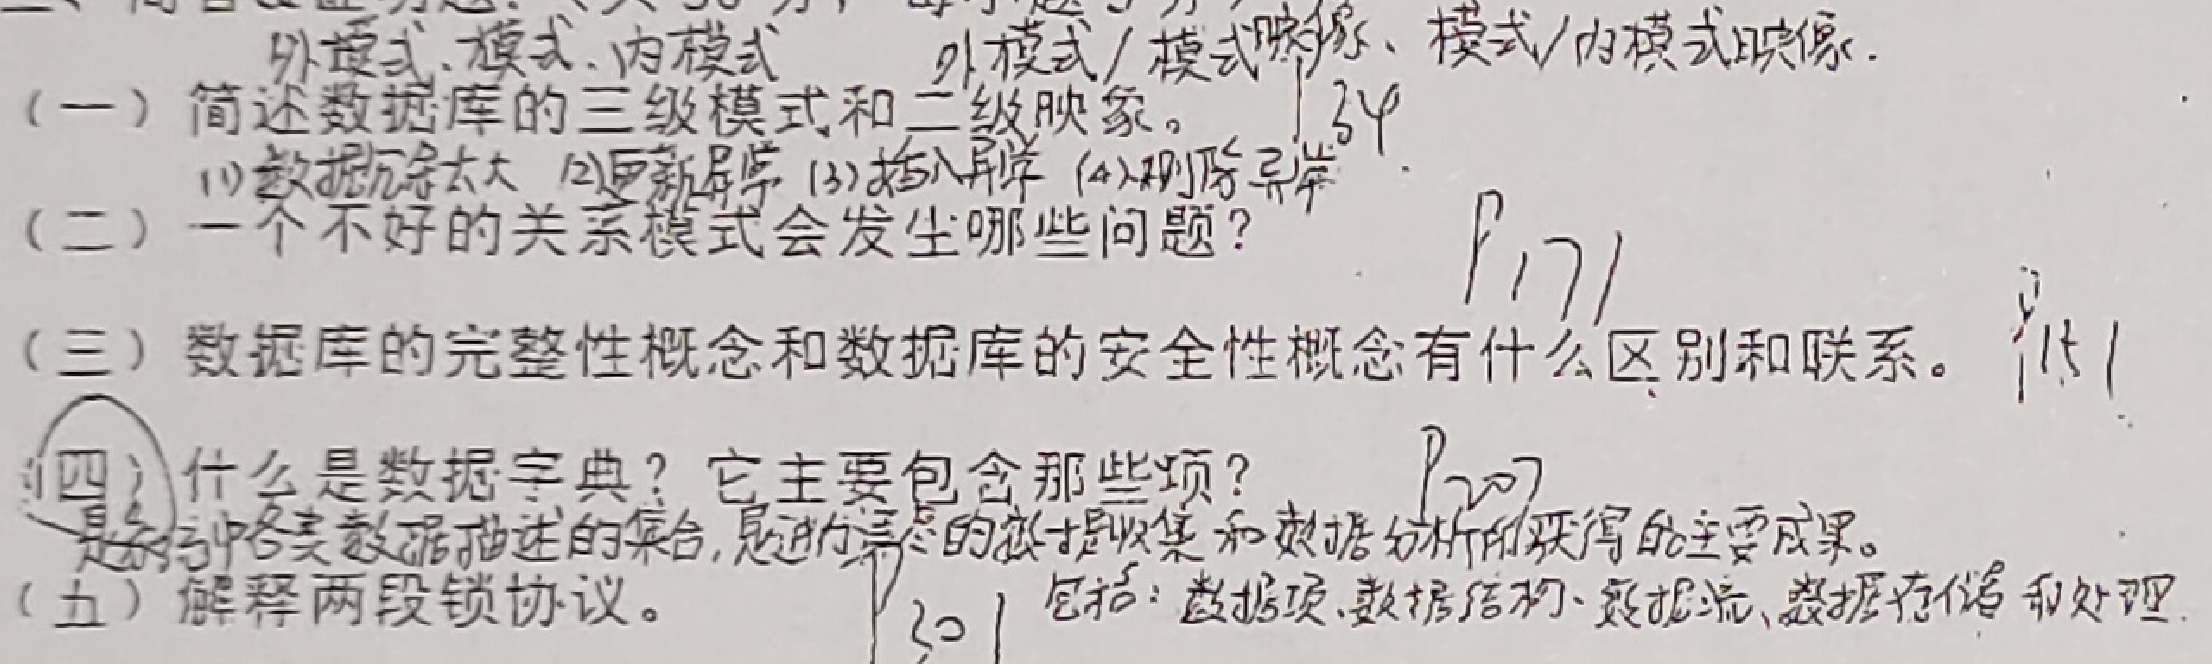 外模式、模式、内模式 外模式/模式映像、模式/内模式映像.
(一)简述数据库的三级模式和二级映象。 P34
(1)数据冗余太大 (2)更新异常 (3)插入异常 (4)删除异常
(二)一个不好的关系模式会发生哪些问题? P171
(三)数据库的完整性概念和数据库的安全性概念有什么区别和联系。 P151
(四)什么是数据字典?它主要包含那些项? P207
是系统中各类数据描述的集合,是进行 的数据收集和数据分析所获得的主要成果。
(五)解释两段锁协议。 P301 包括:数据项、数据结构、数据流、数据存储和处理.